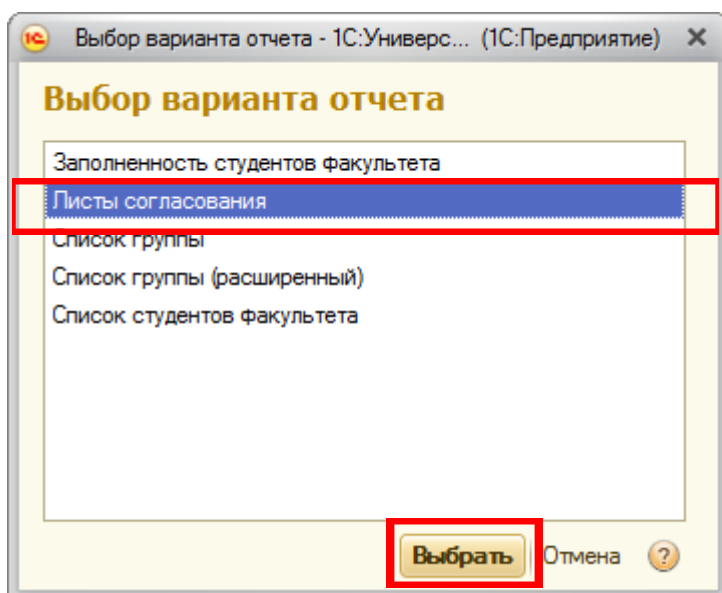 1С Выбор варианта отчета - 1С:Универс... (1С:Предприятие)
Выбор варианта отчета
Заполненность студентов факультета
Листы согласования
Список группы
Список группы (расширенный)
Список студентов факультета
Выбрать Отмена ?